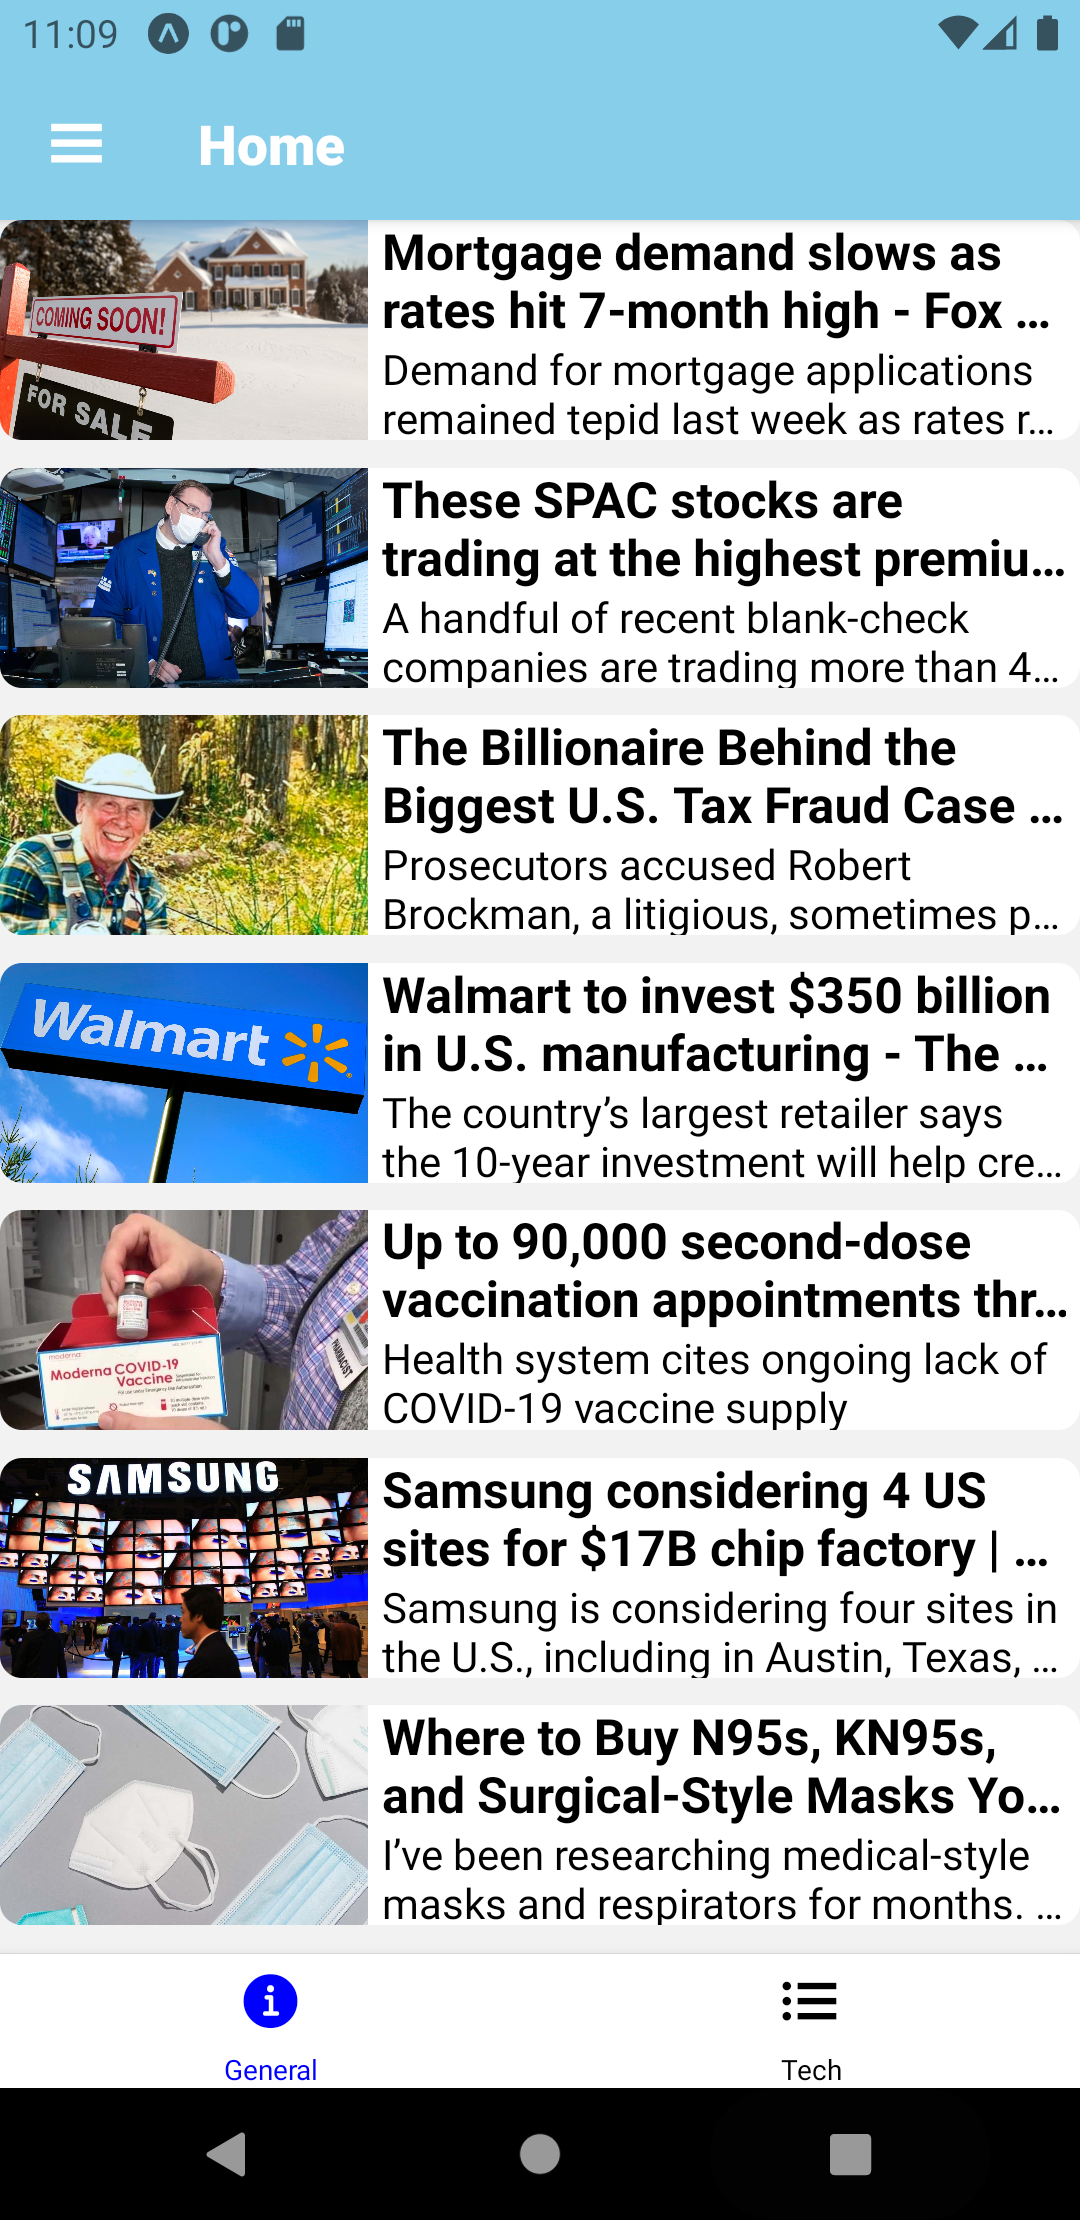 11:09
Home
COMING SOON!
FOR SALE
Mortgage demand slows as
rates hit 7-month high - Fox ...
Demand for mortgage applications
remained tepid last week as rates r...
These SPAC stocks are
trading at the highest premiu...
A handful of recent blank-check
companies are trading more than 4...
The Billionaire Behind the
Biggest U.S. Tax Fraud Case ...
Prosecutors accused Robert
Brockman, a litigious, sometimes p...
Walmart
Walmart to invest $350 billion
in U.S. manufacturing - The ...
The country’s largest retailer says
the 10-year investment will help cre...
moderna
Moderna COVID-19
Vaccine
PHARMACIST
Up to 90,000 second-dose
vaccination appointments thr...
Health system cites ongoing lack of
COVID-19 vaccine supply
SAMSUNG
Samsung considering 4 US
sites for $17B chip factory | ...
Samsung is considering four sites in
the U.S., including in Austin, Texas, ...
Where to Buy N95s, KN95s,
and Surgical-Style Masks Yo...
I’ve been researching medical-style
masks and respirators for months. ...
General
Tech